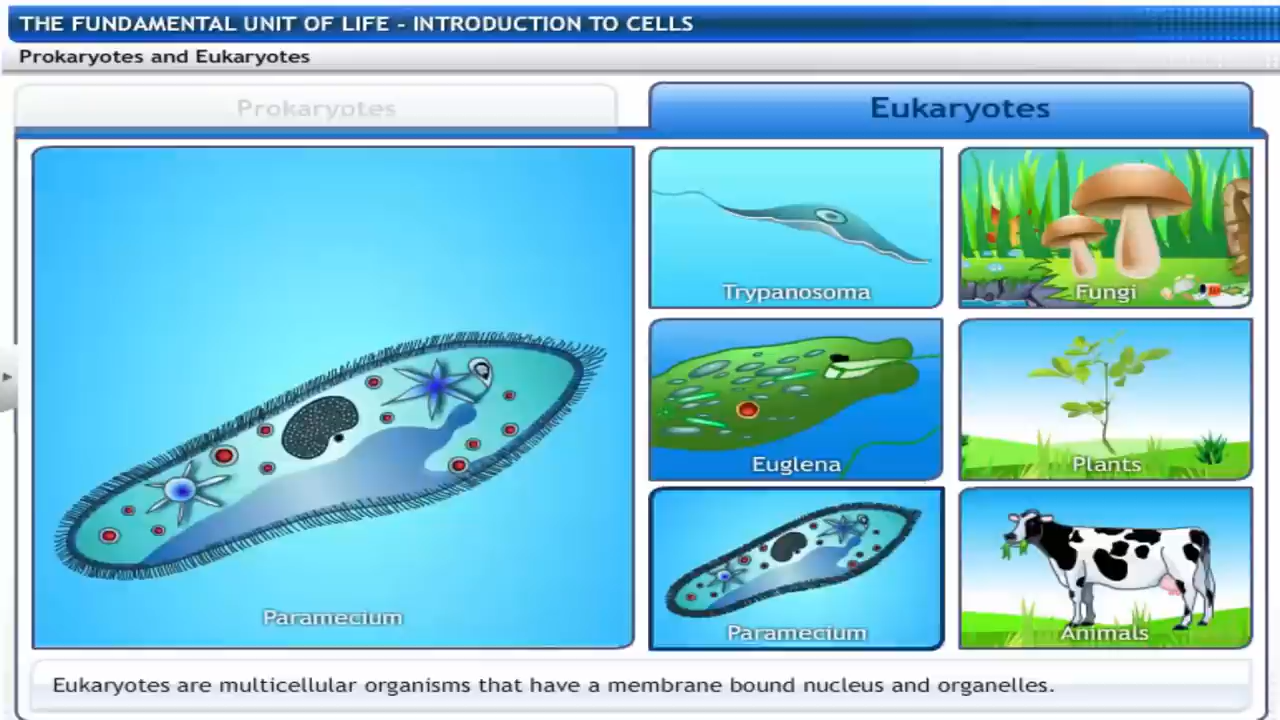 THE FUNDAMENTAL UNIT OF LIFE - INTRODUCTION TO CELLS
Prokaryotes and Eukaryotes
Prokaryotes
Eukaryotes
Paramecium
Trypanosoma
Fungi
Euglena
Plants
Paramecium
Animals
Eukaryotes are multicellular organisms that have a membrane bound nucleus and organelles.